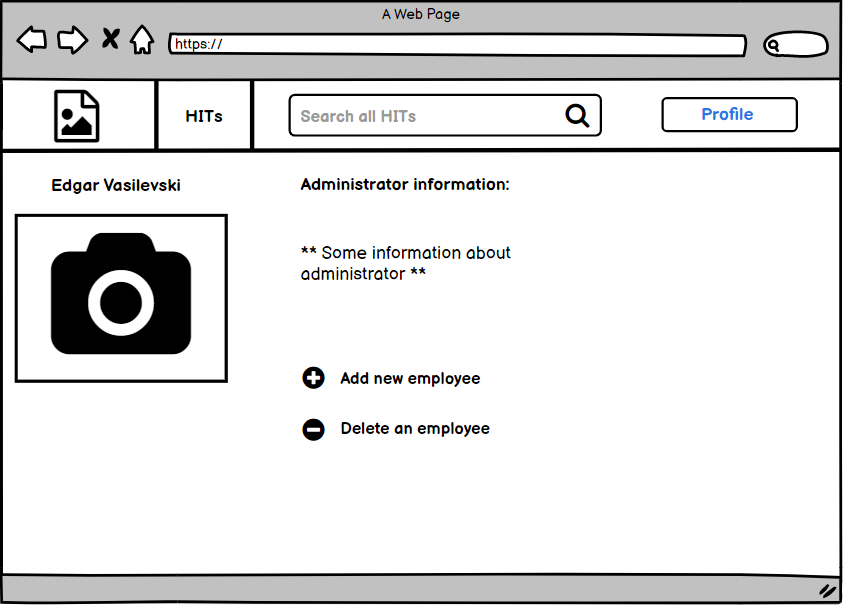 A Web Page
https://
HITs
Search all HITs
Profile
Edgar Vasilevski
Administrator information:
** Some information about
administrator **
Add new employee
Delete an employee